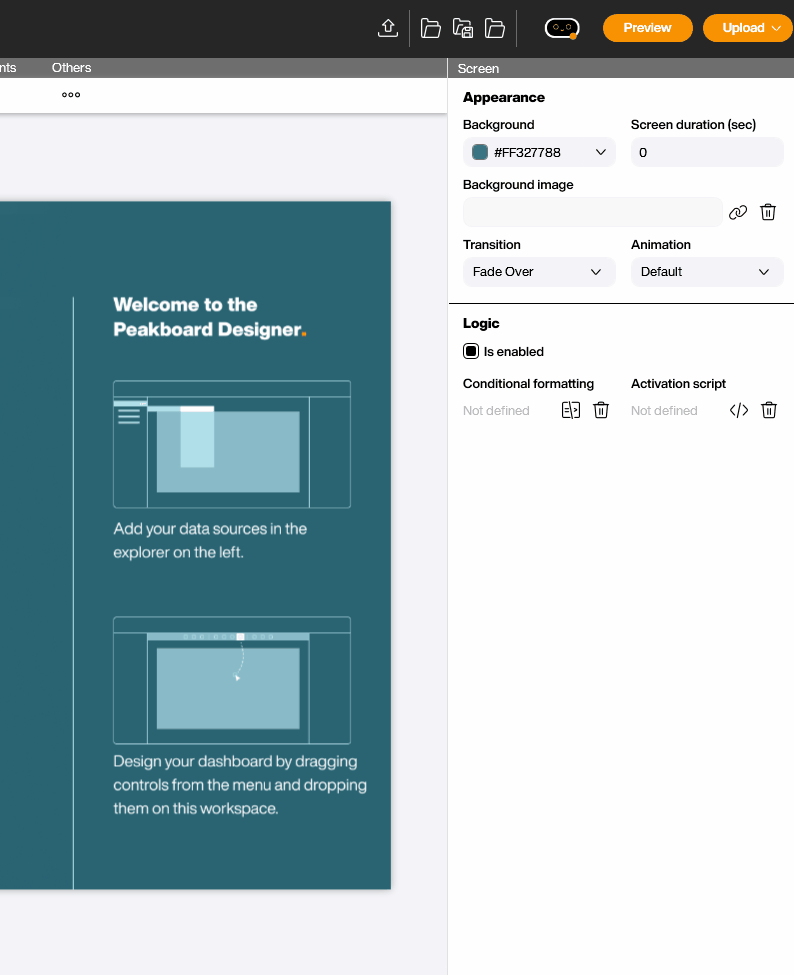 Preview
Upload
nts
Others
Screen
Appearance
Background
Screen duration (sec)
#FF327788
0
Background image
Transition
Animation
Fade Over
Default
Logic
Is enabled
Conditional formatting
Activation script
Not defined
Not defined
Welcome to the
Peakboard Designer.
Add your data sources in the
explorer on the left.
Design your dashboard by dragging
controls from the menu and dropping
them on this workspace.